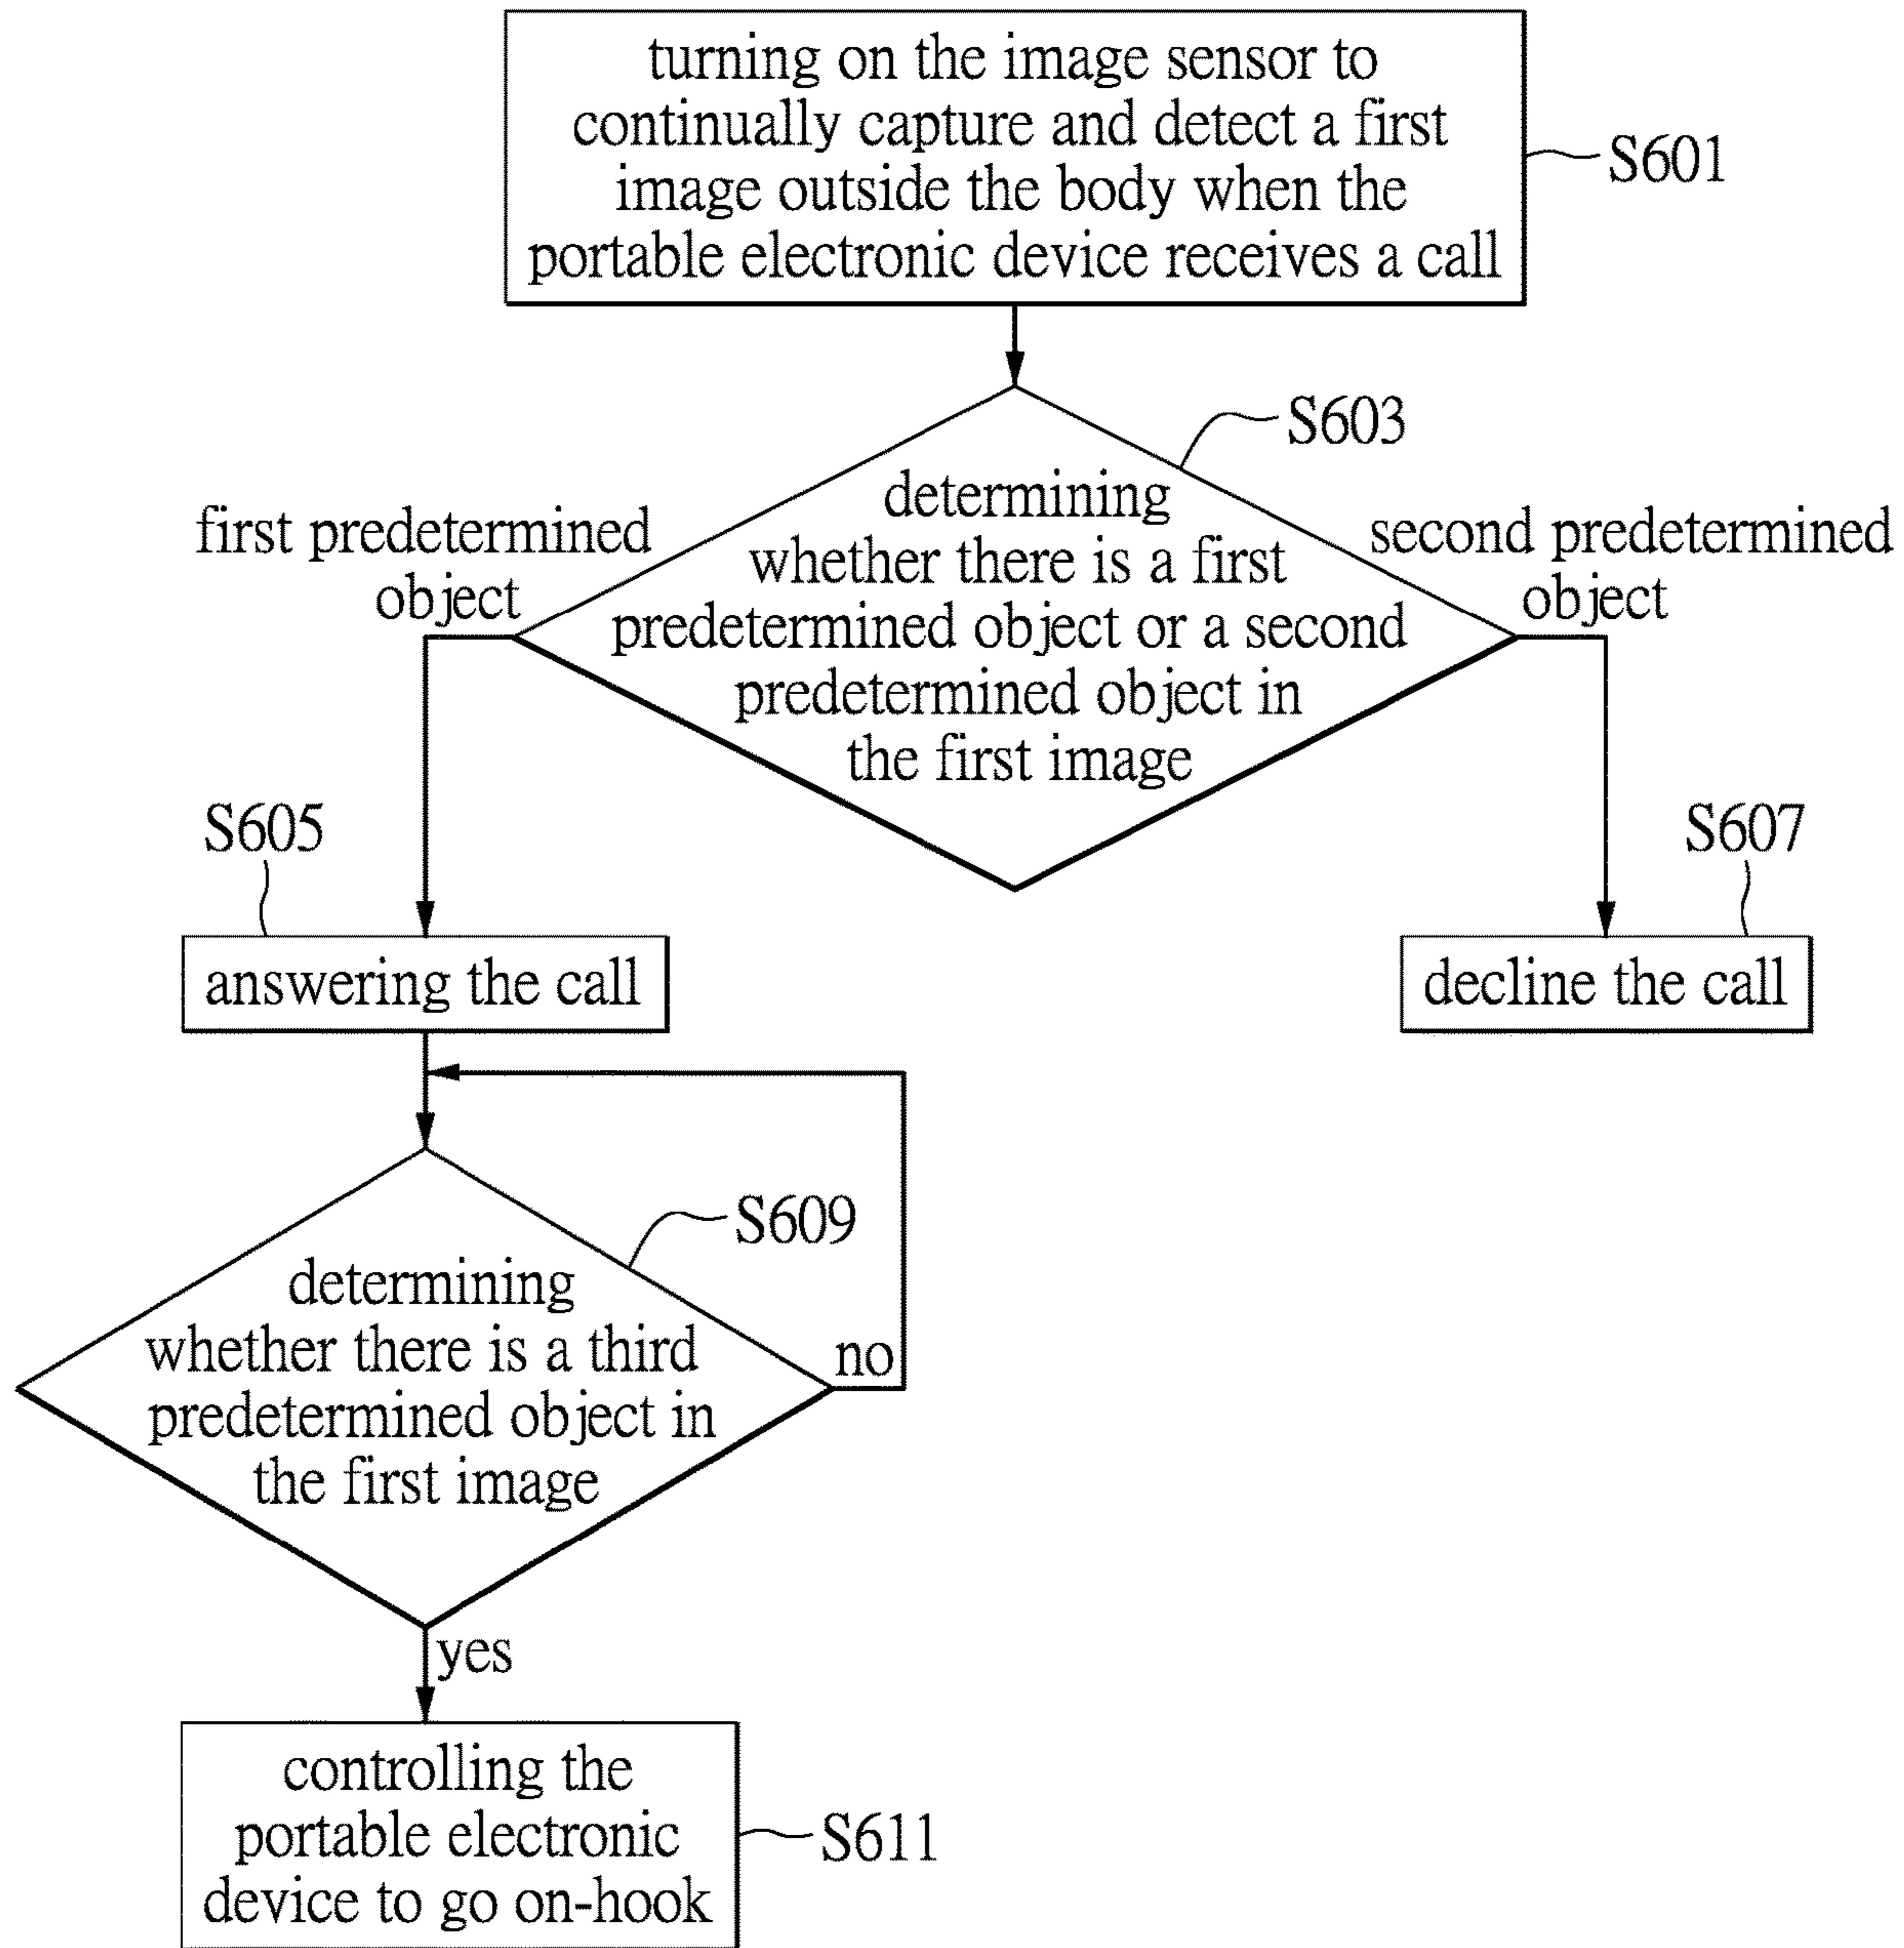 turning on the image sensor to
continually capture and detect a first
image outside the body when the
portable electronic device receives a call
S601
S603
determining
whether there is a first
predetermined object or a second
predetermined object in
the first image
first predetermined
object
second predetermined
object
S605
answering the call
S607
decline the call
S609
determining
whether there is a third
predetermined object in
the first image
no
yes
controlling the
portable electronic
device to go on-hook
S611